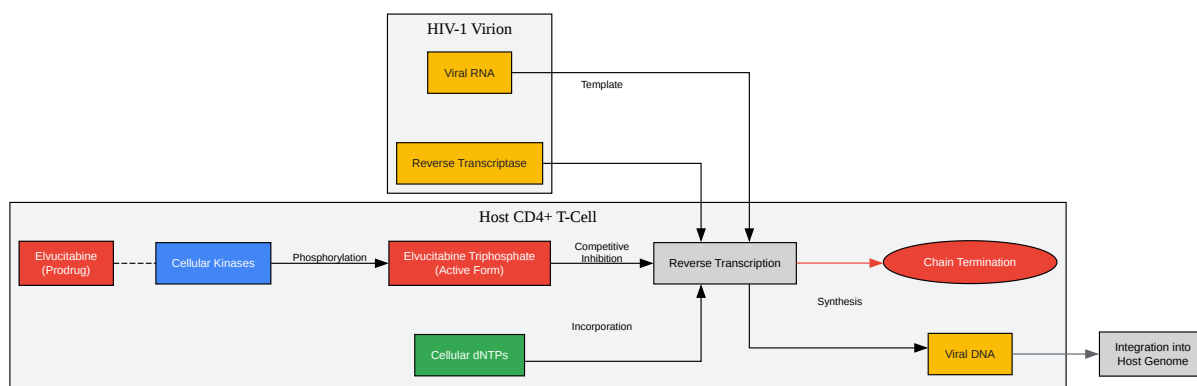 HIV-1 Virion
Viral RNA
Template
Reverse Transcriptase
Host CD4+ T-Cell
Elvucitabine
(Prodrug)
Cellular Kinases
Phosphorylation
Elvucitabine Triphosphate
(Active Form)
Competitive
Inhibition
Reverse Transcription
Chain Termination
Synthesis
Incorporation
Cellular dNTPs
Viral DNA
Integration into
Host Genome